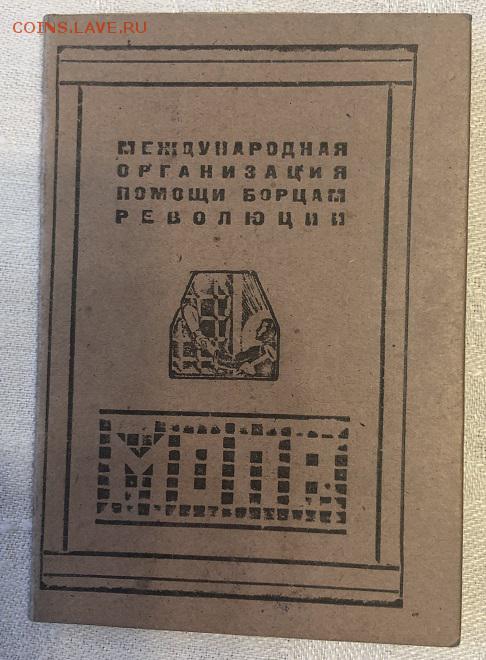 COINS.LAVE.RU
МЕЖДУНАРОДНАЯ
ОРГАНИЗАЦИЯ
ПОМОЩИ БОРЦАМ
РЕВОЛЮЦИИ
МОПР